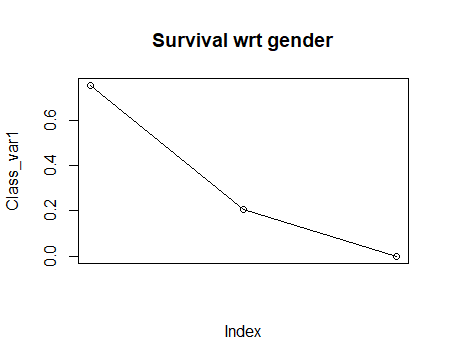 Survival wrt gender
Class_var1
0.6
0.4
0.2
0.0
Index